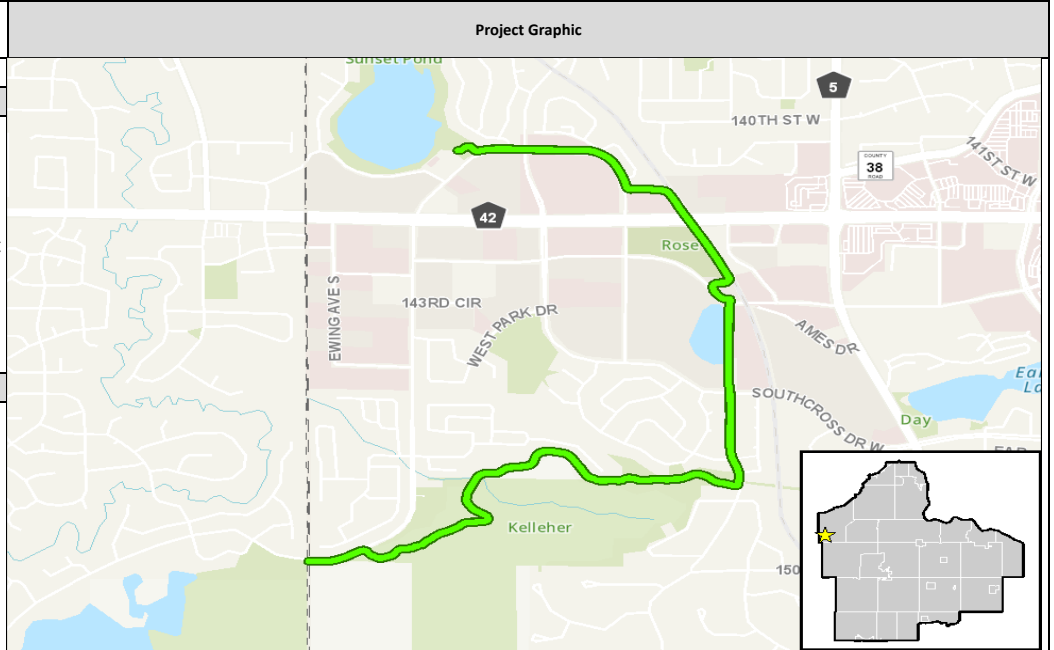 Project Graphic
Sunset Pond
5
140TH ST W
COUNTY
38
ROAD
141ST ST W
42
Rose
143RD CIR
EWING AVE S
WEST PARK DR
AMES DR
SOUTHCROSS DR W
Day
Kelleher
150